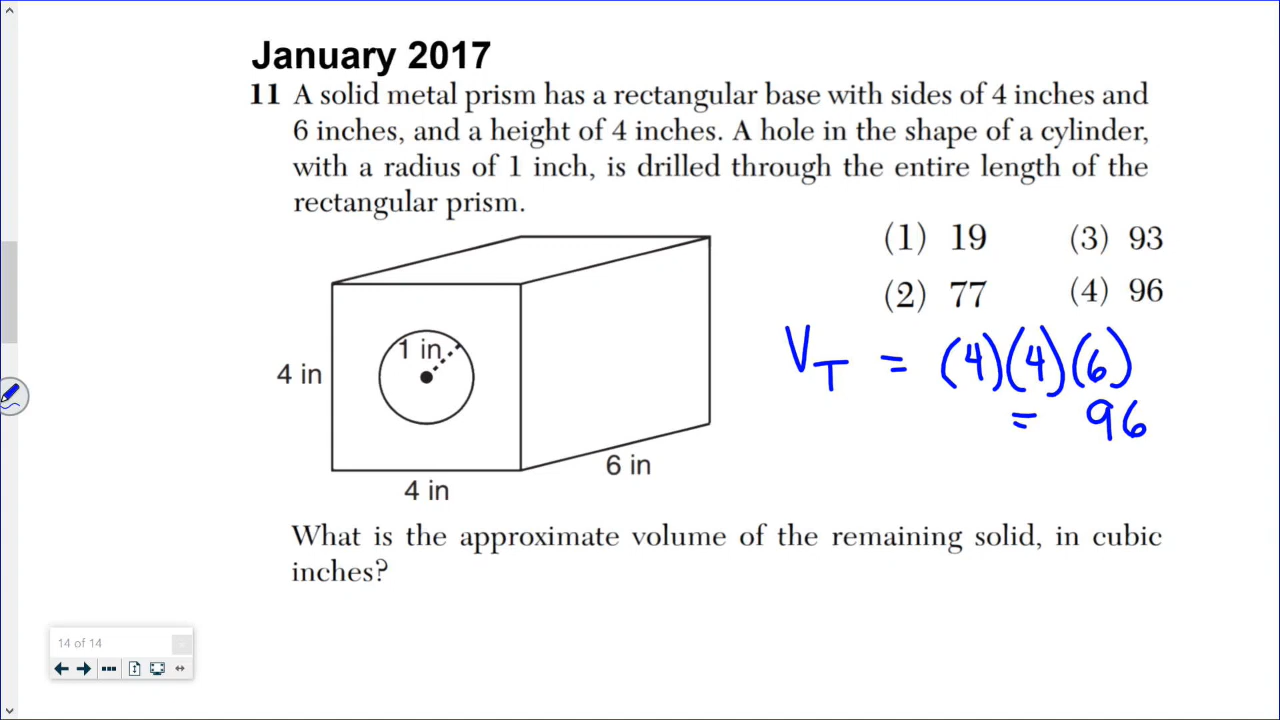 January 2017
11 A solid metal prism has a rectangular base with sides of 4 inches and
6 inches, and a height of 4 inches. A hole in the shape of a cylinder,
with a radius of 1 inch, is drilled through the entire length of the
rectangular prism.
(1) 19 (3) 93
(2) 77 (4) 96
1 in
4 in
4 in
6 in
V_T = (4)(4)(6)
= 96
What is the approximate volume of the remaining solid, in cubic
inches?
14 of 14